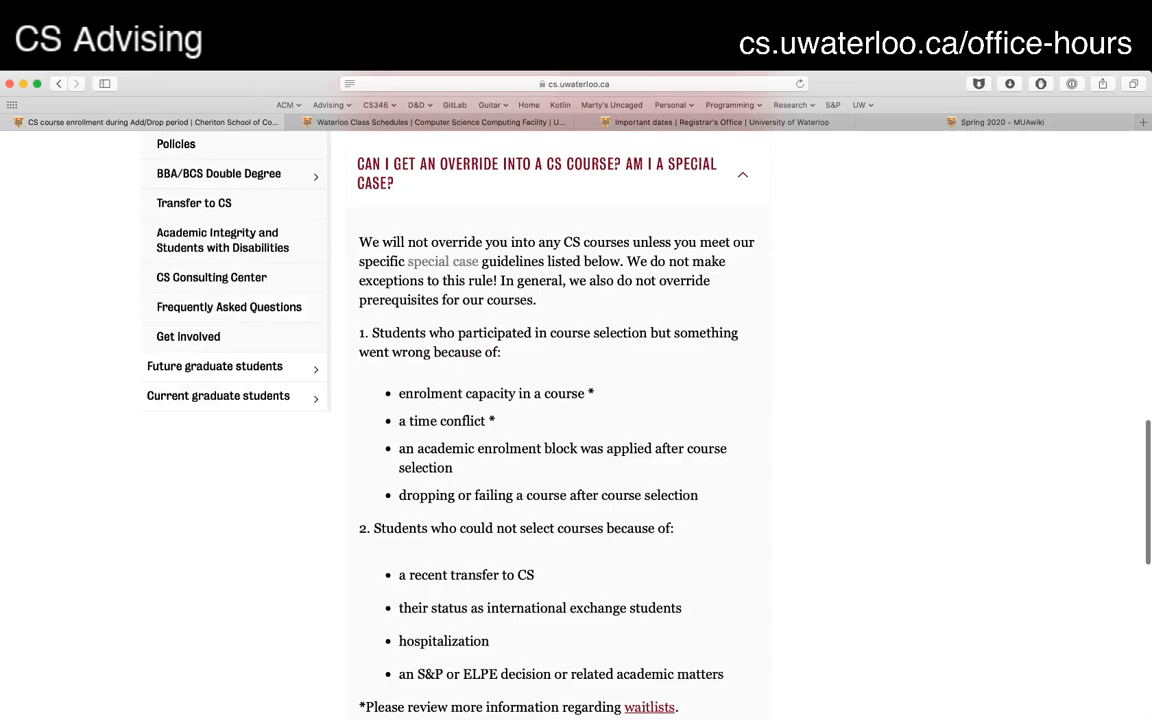 CS Advising
cs.uwaterloo.ca/office-hours
cs.uwaterloo.ca
ACM Advising CS346 D&D GitLab Guitar Home Kotlin Marty's Uncaged Personal Programming Research S&P UW
CS course enrollment during Add/Drop period | Cheriton School of Co...
Waterloo Class Schedules | Computer Science Computing Facility | U...
Important dates | Registrar's Office | University of Waterloo
Spring 2020 - MUAwiki
Policies
BBA/BCS Double Degree
Transfer to CS
Academic Integrity and
Students with Disabilities
CS Consulting Center
Frequently Asked Questions
Get involved
Future graduate students
Current graduate students
CAN I GET AN OVERRIDE INTO A CS COURSE? AM I A SPECIAL
CASE?
We will not override you into any CS courses unless you meet our
specific special case guidelines listed below. We do not make
exceptions to this rule! In general, we also do not override
prerequisites for our courses.
1. Students who participated in course selection but something
went wrong because of:
• enrolment capacity in a course *
• a time conflict *
• an academic enrolment block was applied after course
selection
• dropping or failing a course after course selection
2. Students who could not select courses because of:
• a recent transfer to CS
• their status as international exchange students
• hospitalization
• an S&P or ELPE decision or related academic matters
*Please review more information regarding waitlists.